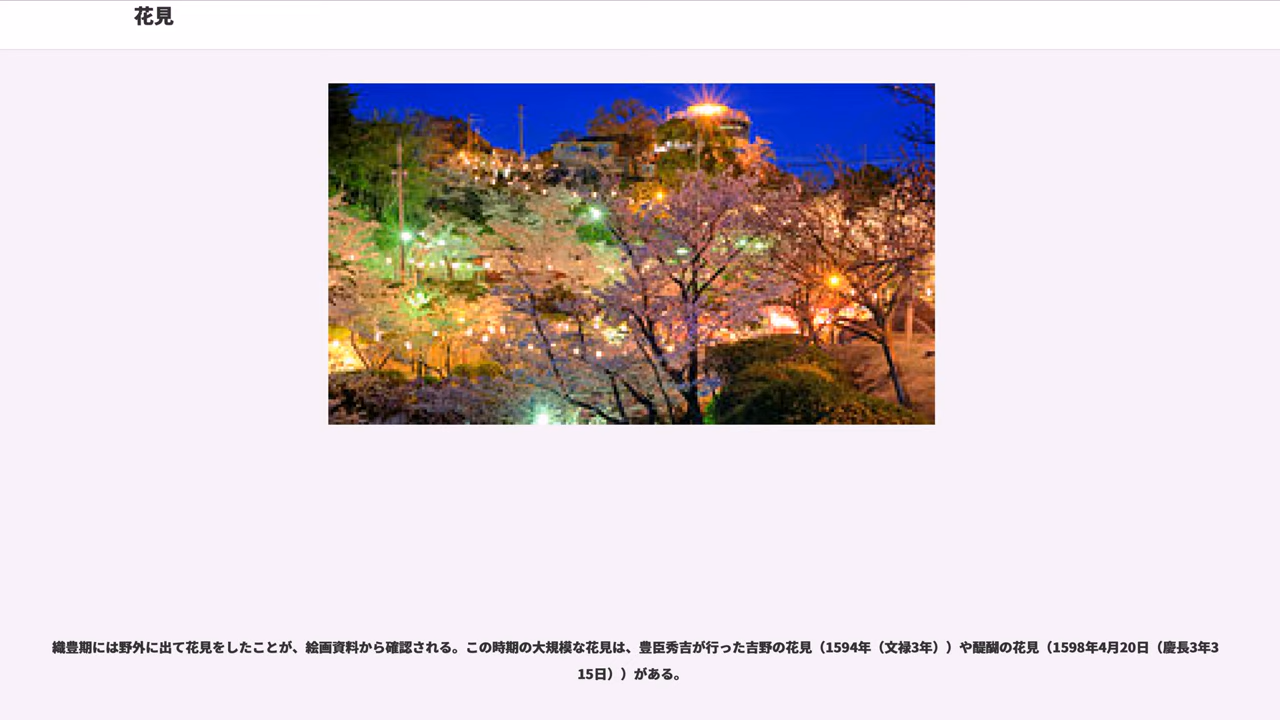 花見
織豊期には野外に出て花見をしたことが、絵画資料から確認される。この時期の大規模な花見は、豊臣秀吉が行った吉野の花見（1594年（文禄3年））や醍醐の花見（1598年4月20日（慶長3年3
15日））がある。